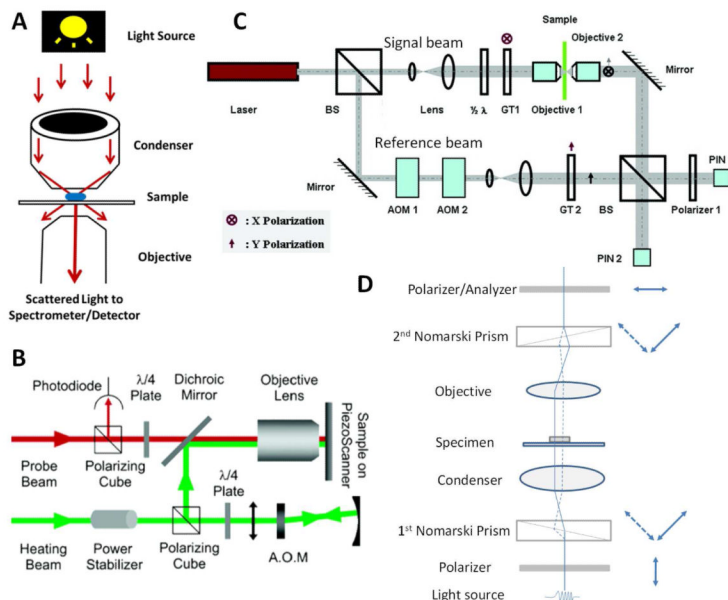 A
Light Source
Condenser
Sample
Objective
Scattered Light to
Spectrometer/Detector
B
Photodiode
λ/4
Plate
Dichroic
Mirror
Objective
Lens
Sample on
PiezoScanner
Probe
Beam
Polarizing
Cube
λ/4
Plate
Heating
Beam
Power
Stabilizer
Polarizing
Cube
A.O.M
C
Signal beam
Sample
Objective 2
Mirror
Laser
BS
Lens
½ λ
GT1
Objective 1
Reference beam
Mirror
AOM 1
AOM 2
GT 2
BS
Polarizer 1
PIN
PIN 2
: X Polarization
: Y Polarization
D
Polarizer/Analyzer
2nd Nomarski Prism
Objective
Specimen
Condenser
1st Nomarski Prism
Polarizer
Light source